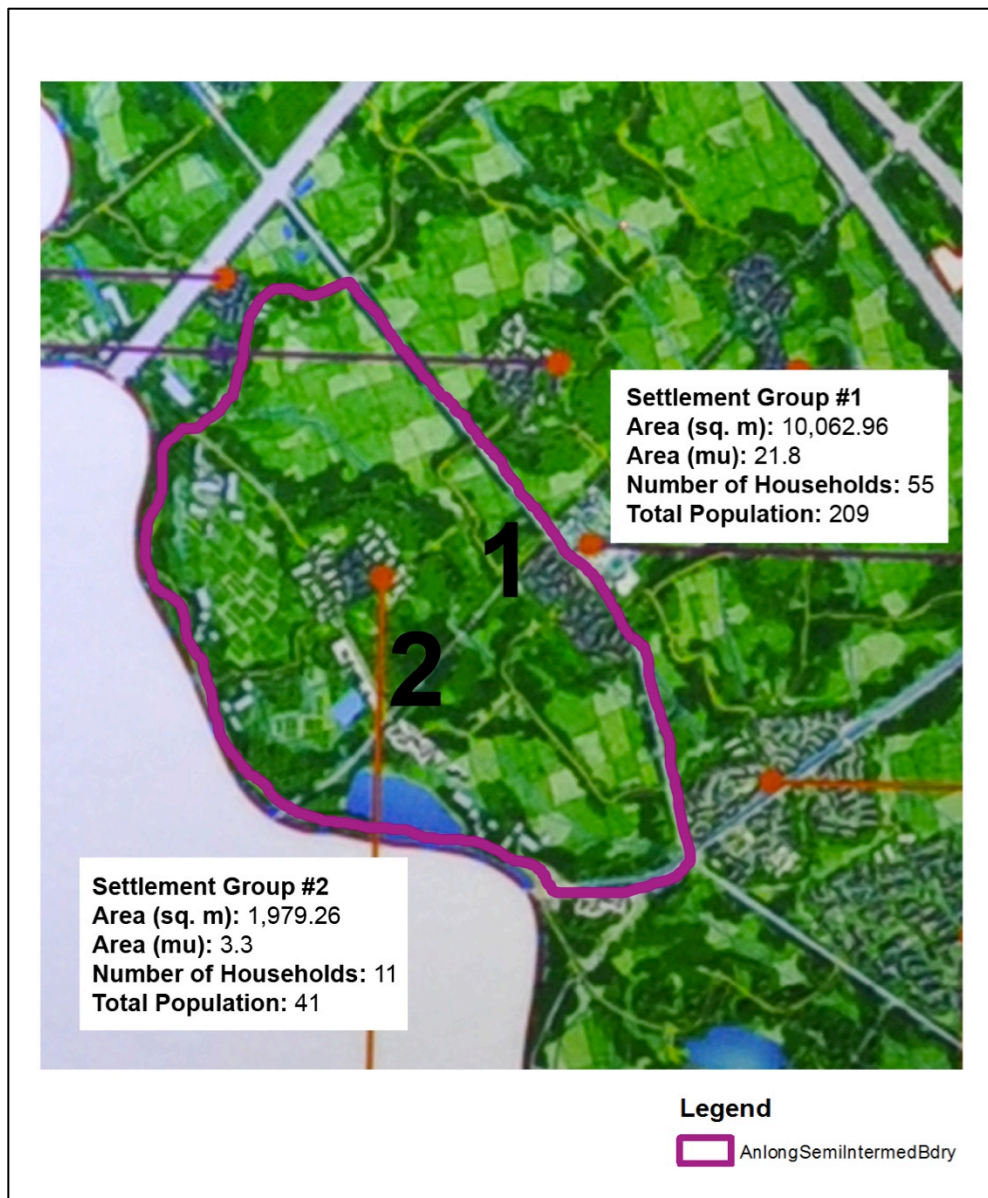 Settlement Group #1
Area (sq. m): 10,062.96
Area (mu): 21.8
Number of Households: 55
Total Population: 209
1
2
Settlement Group #2
Area (sq. m): 1,979.26
Area (mu): 3.3
Number of Households: 11
Total Population: 41
Legend
AnlongSemiIntermedBdry